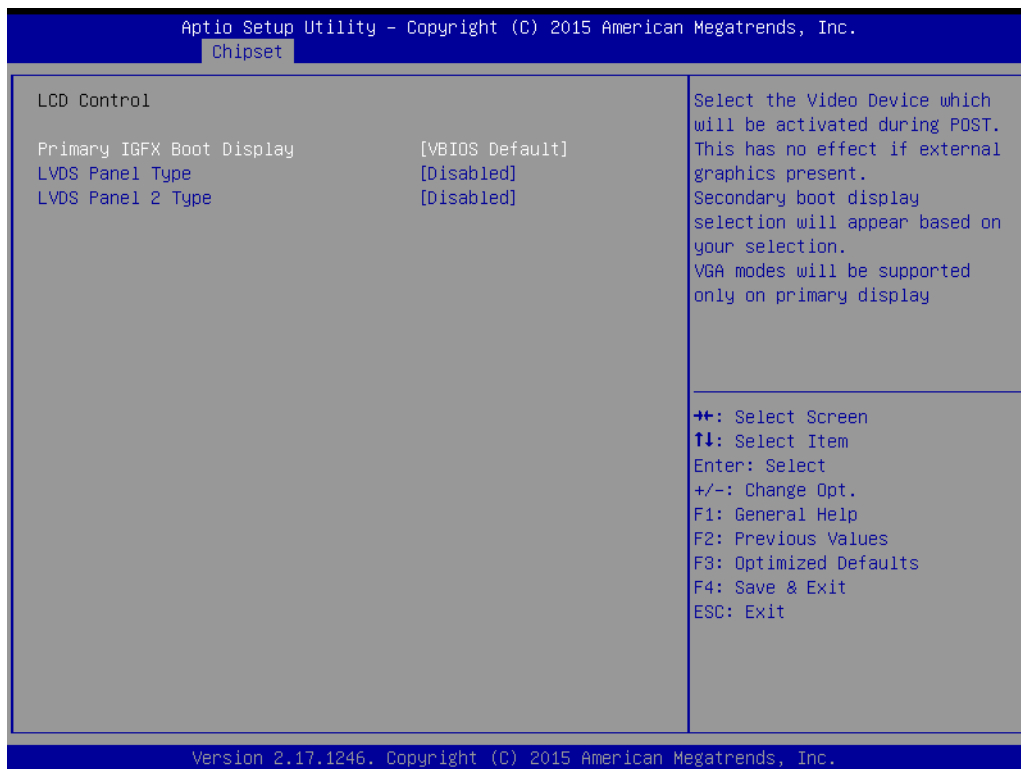 Aptio Setup Utility – Copyright (C) 2015 American Megatrends, Inc.
Chipset
LCD Control
Primary IGFX Boot Display [VBIOS Default]
LVDS Panel Type [Disabled]
LVDS Panel 2 Type [Disabled]
Select the Video Device which
will be activated during POST.
This has no effect if external
graphics present.
Secondary boot display
selection will appear based on
your selection.
VGA modes will be supported
only on primary display
→←: Select Screen
↑↓: Select Item
Enter: Select
+/-: Change Opt.
F1: General Help
F2: Previous Values
F3: Optimized Defaults
F4: Save & Exit
ESC: Exit
Version 2.17.1246. Copyright (C) 2015 American Megatrends, Inc.